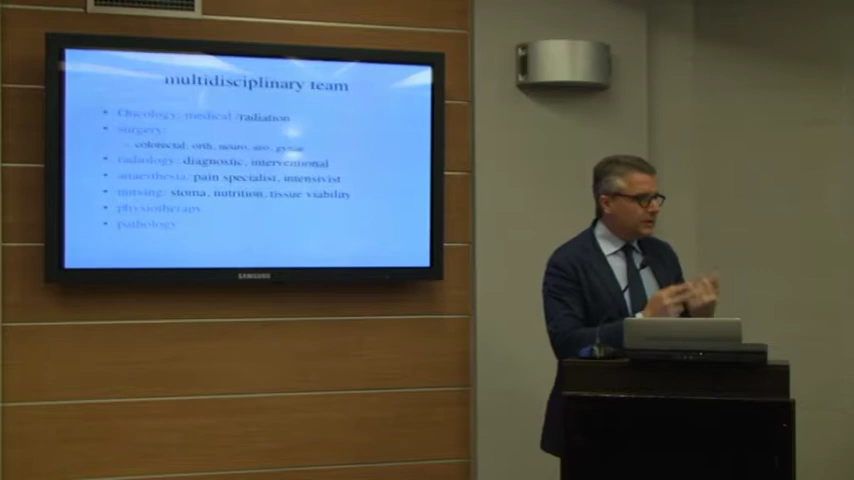 multidisciplinary team
• Oncology: medical /radiation
• surgery:
– colorectal, orth, neuro, uro, gynae
• radiology: diagnostic, interventional
• anaesthesia: pain specialist, intensivist
• nursing: stoma, nutrition, tissue viability
• physiotherapy
• pathology
SAMSUNG